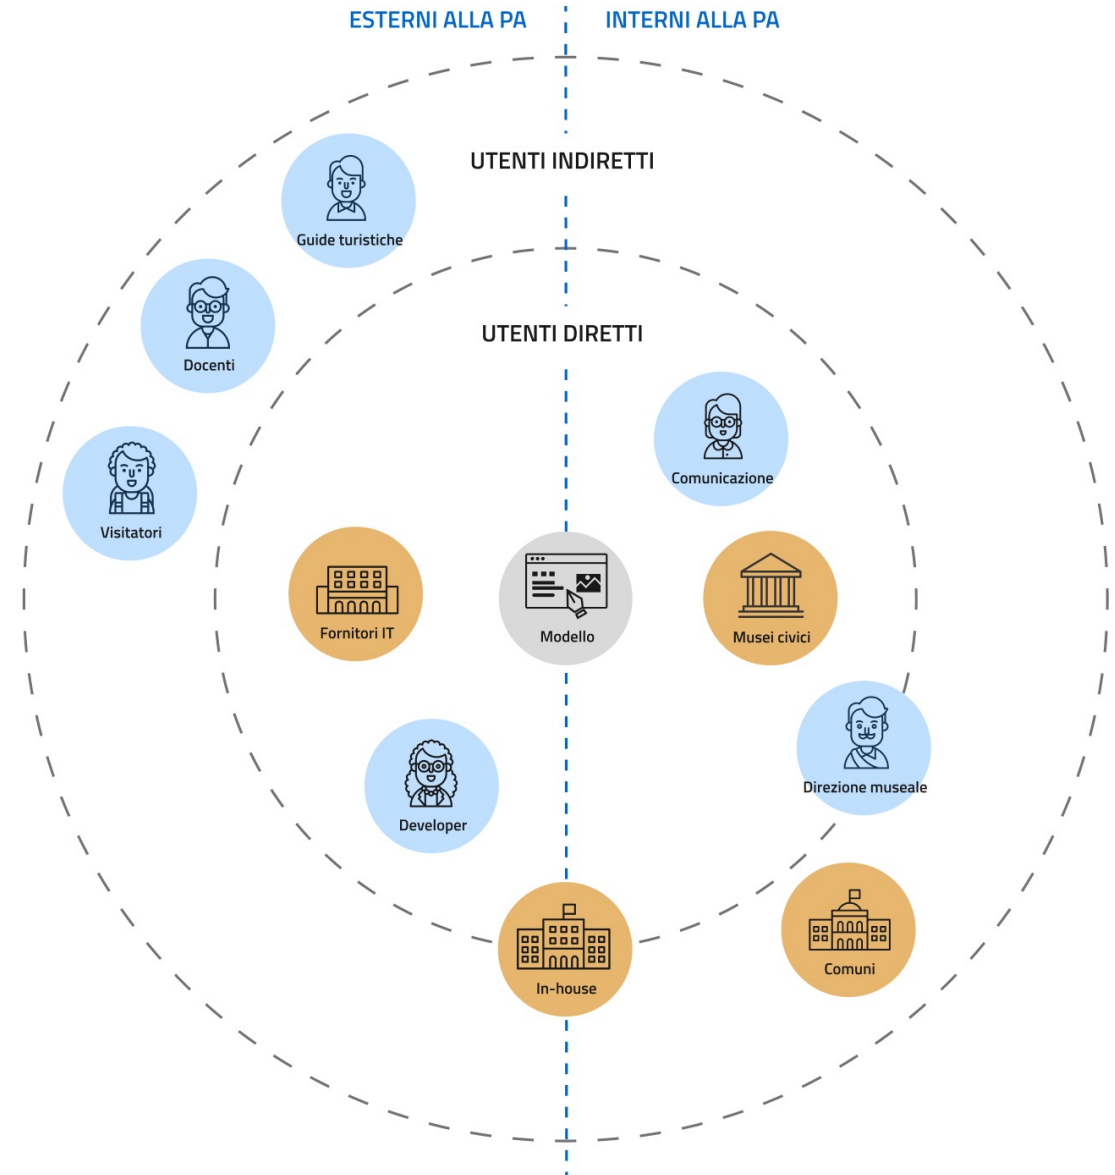 ESTERNI ALLA PA
INTERNI ALLA PA
UTENTI INDIRETTI
Guide turistiche
UTENTI DIRETTI
Docenti
Comunicazione
Visitatori
Fornitori IT
Modello
Musei civici
Direzione museale
Developer
Comuni
In-house